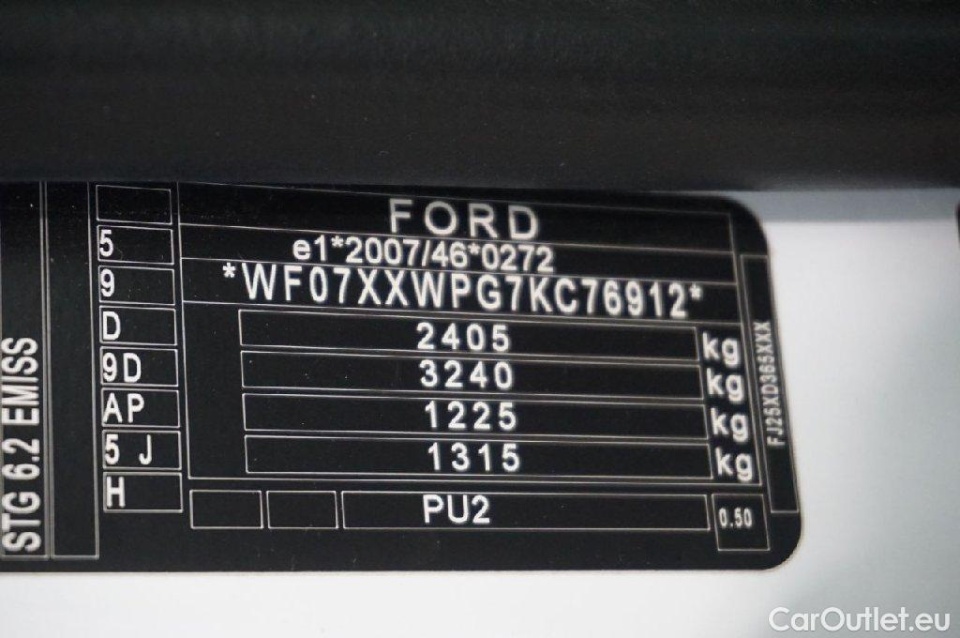 STG 6.2 EMISS
5
9
D
9D
AP
5 J
H
FORD
e1*2007/46*0272
*WF07XXWPG7KC76912*
2405 kg
3240 kg
1225 kg
1315 kg
PU2
0.50
FJ25XD365XXX
CarOutlet.eu